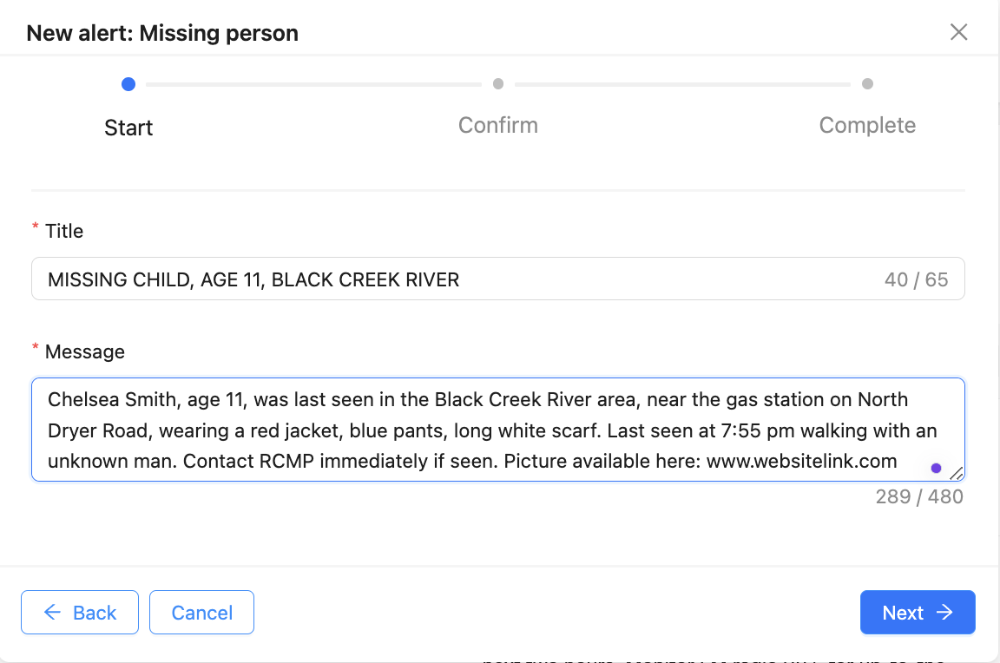 New alert: Missing person
Start
Confirm
Complete
* Title
MISSING CHILD, AGE 11, BLACK CREEK RIVER
40 / 65
* Message
Chelsea Smith, age 11, was last seen in the Black Creek River area, near the gas station on North
Dryer Road, wearing a red jacket, blue pants, long white scarf. Last seen at 7:55 pm walking with an
unknown man. Contact RCMP immediately if seen. Picture available here: www.websitelink.com
289 / 480
Back
Cancel
Next